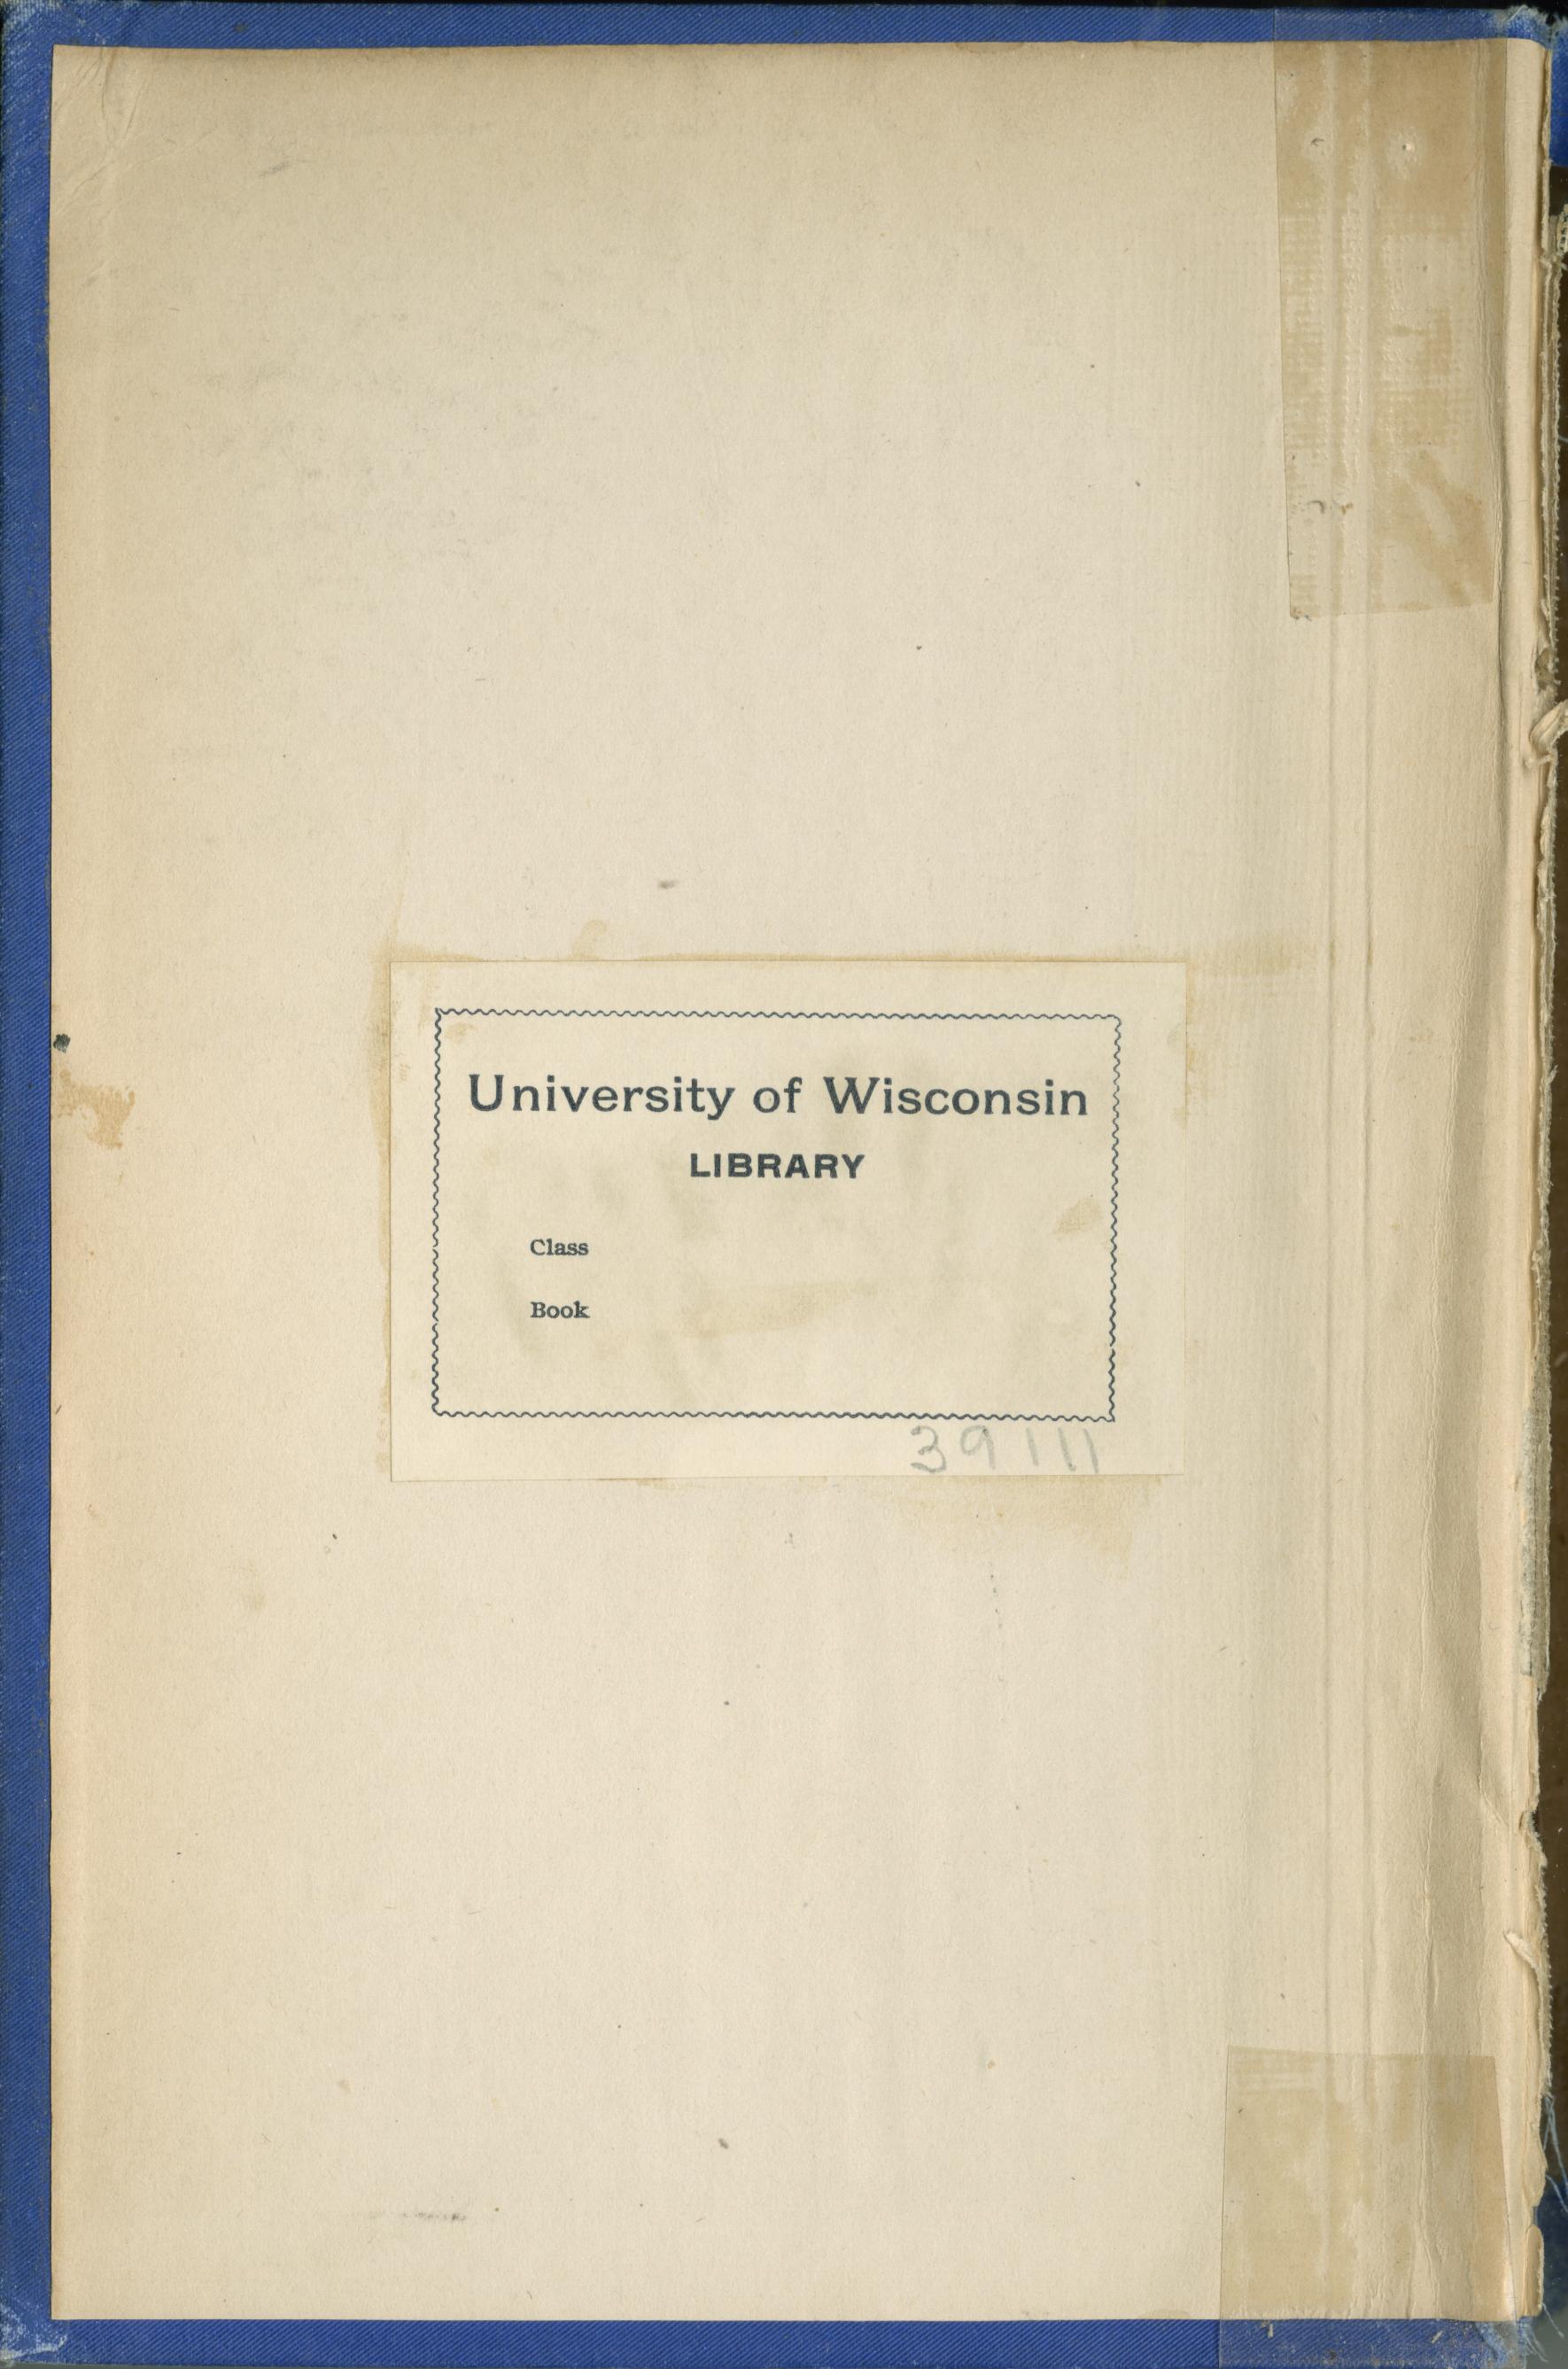 University of Wisconsin
LIBRARY
Class
Book
39111